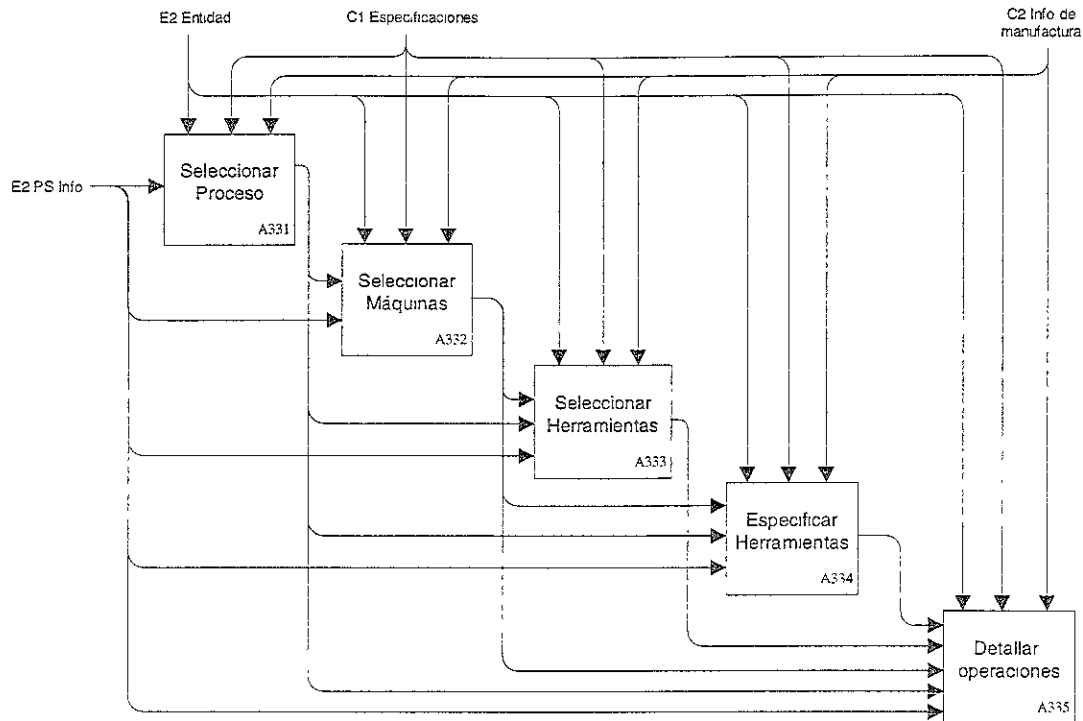 E2 Entidad
C1 Especificaciones
C2 Info de
manufactura
E2 PS Info
Seleccionar
Proceso
A331
Seleccionar
Máquinas
A332
Seleccionar
Herramientas
A333
Especificar
Herramientas
A334
Detallar
operaciones
A335